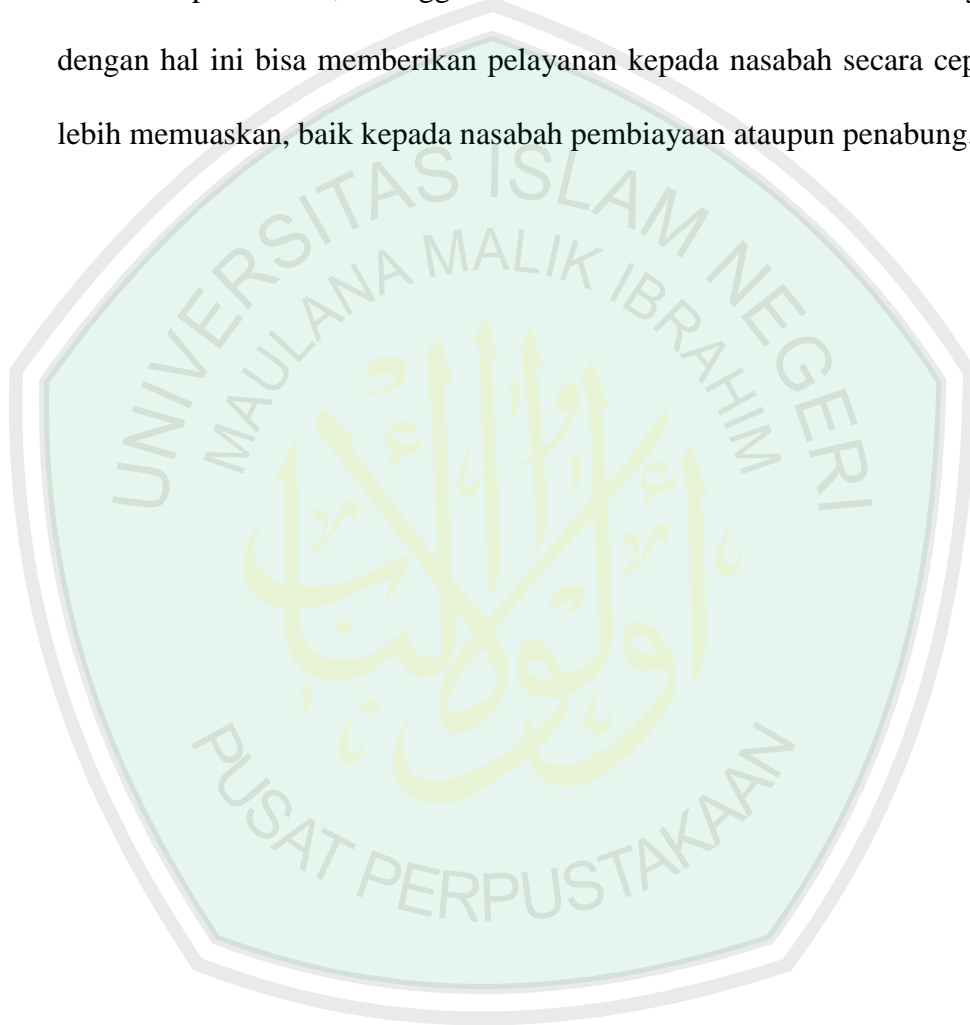 dengan hal ini bisa memberikan pelayanan kepada nasabah secara
lebih memuaskan, baik kepada nasabah pembiayaan ataupun penabung.
UNIVERSITAS ISLAM NEGERI
MAULANA MALIK IBRAHIM
PUSAT PERPUSTAKAAN